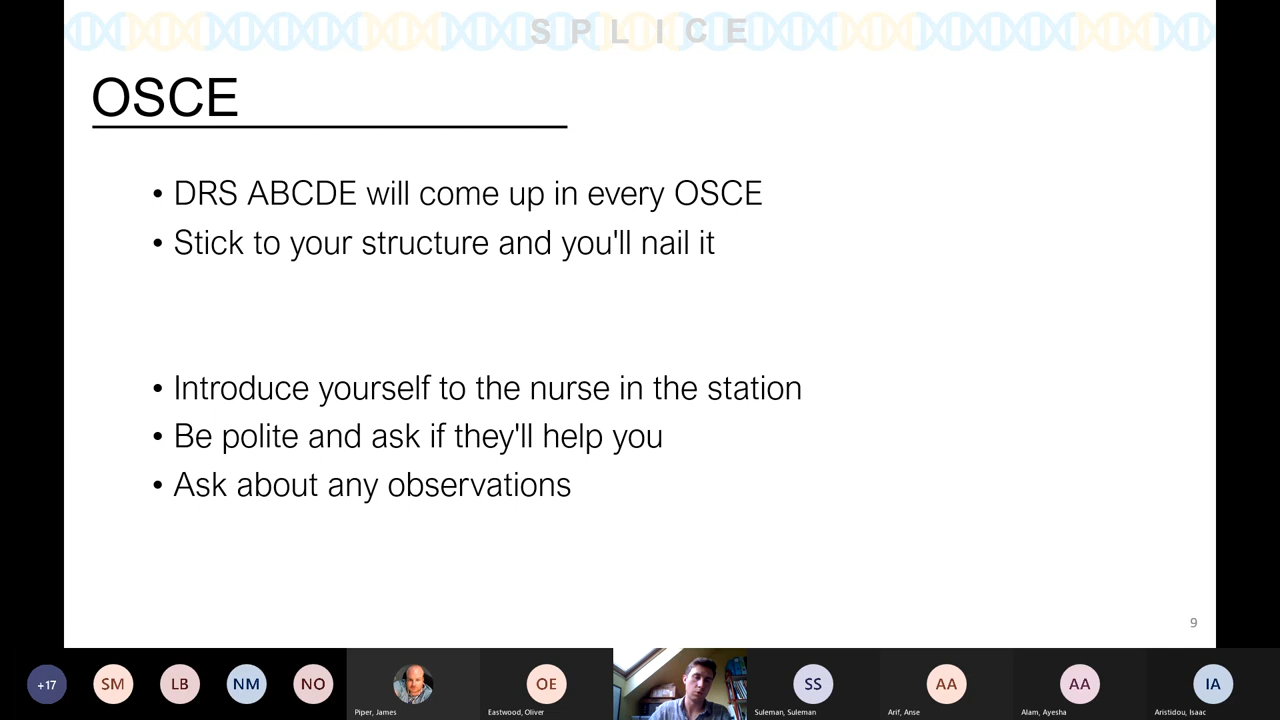 S P L I C E
OSCE
• DRS ABCDE will come up in every OSCE
• Stick to your structure and you'll nail it
• Introduce yourself to the nurse in the station
• Be polite and ask if they'll help you
• Ask about any observations
9
+17
SM
LB
NM
NO
Piper, James
OE
Eastwood, Oliver
SS
Suleman, Suleman
AA
Arif, Anse
AA
Alam, Ayesha
IA
Aristidou, Isaac